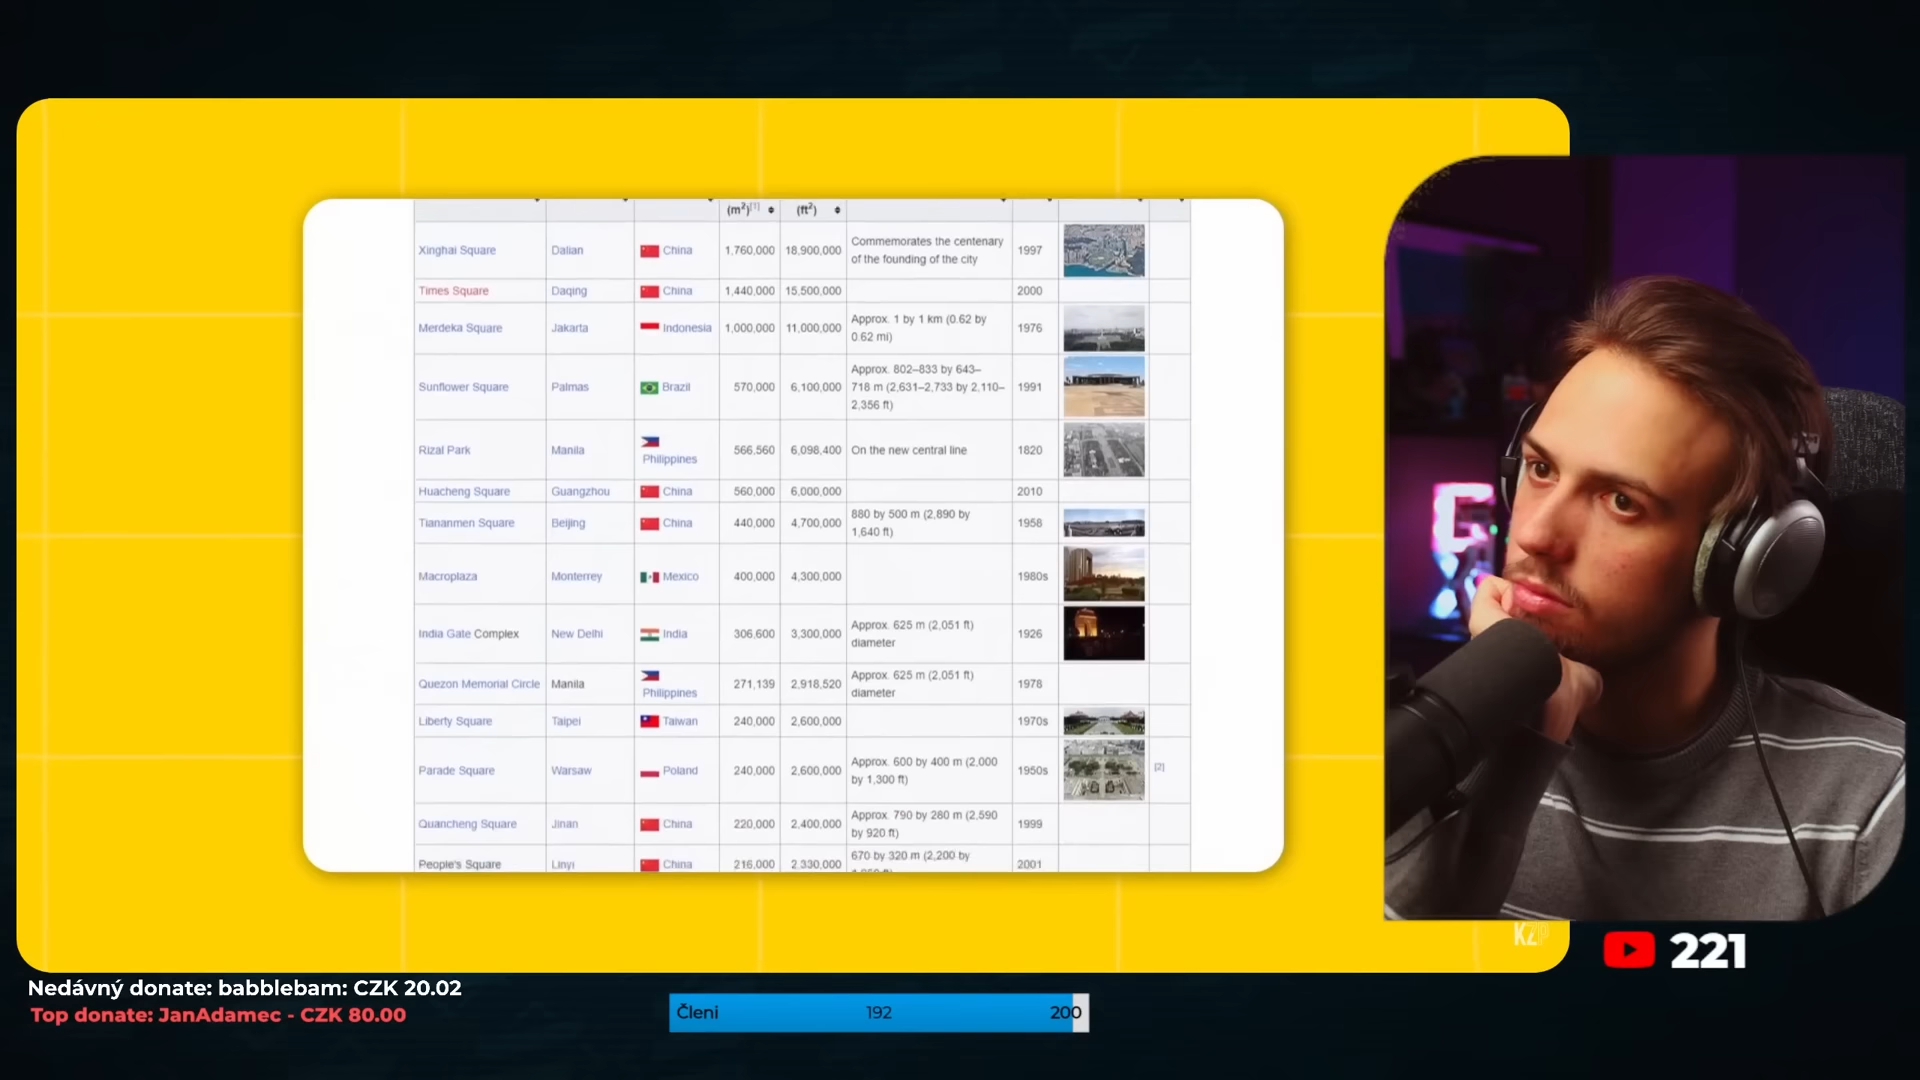 (m²)[1] (ft²)
Xinghai Square Dalian China 1,760,000 18,900,000 Commemorates the centenary
of the founding of the city 1997
Times Square Daqing China 1,440,000 15,500,000 2000
Merdeka Square Jakarta Indonesia 1,000,000 11,000,000 Approx. 1 by 1 km (0.62 by
0.62 mi) 1976
Sunflower Square Palmas Brazil 570,000 6,100,000 Approx. 802–833 by 643–
718 m (2,631–2,733 by 2,110–
2,356 ft) 1991
Rizal Park Manila Philippines 566,560 6,098,400 On the new central line 1820
Huacheng Square Guangzhou China 560,000 6,000,000 2010
Tiananmen Square Beijing China 440,000 4,700,000 880 by 500 m (2,890 by
1,640 ft) 1958
Macroplaza Monterrey Mexico 400,000 4,300,000 1980s
India Gate Complex New Delhi India 306,600 3,300,000 Approx. 625 m (2,051 ft)
diameter 1926
Quezon Memorial Circle Manila Philippines 271,139 2,918,520 Approx. 625 m (2,051 ft)
diameter 1978
Liberty Square Taipei Taiwan 240,000 2,600,000 1970s
Parade Square Warsaw Poland 240,000 2,600,000 Approx. 600 by 400 m (2,000
by 1,300 ft) 1950s [2]
Quancheng Square Jinan China 220,000 2,400,000 Approx. 790 by 280 m (2,590
by 920 ft) 1999
People's Square Linyi China 216,000 2,330,000 670 by 320 m (2,200 by 2001
221
Nedávný donate: babblebam: CZK 20.02
Top donate: JanAdamec - CZK 80.00
Členi 192 200